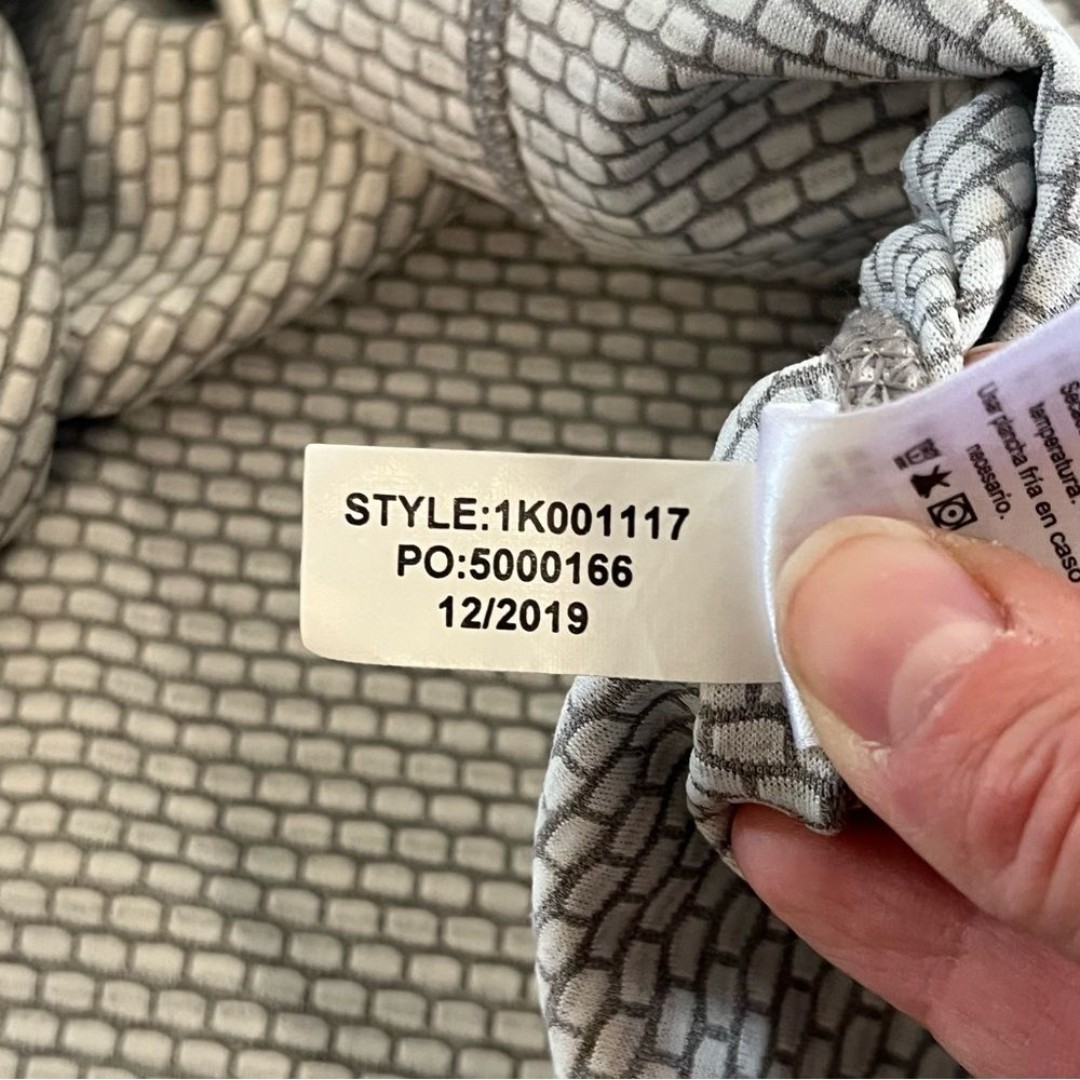 STYLE:1K001117
PO:5000166
12/2019
temperatura.
Usar plancha fría en caso
necesario.